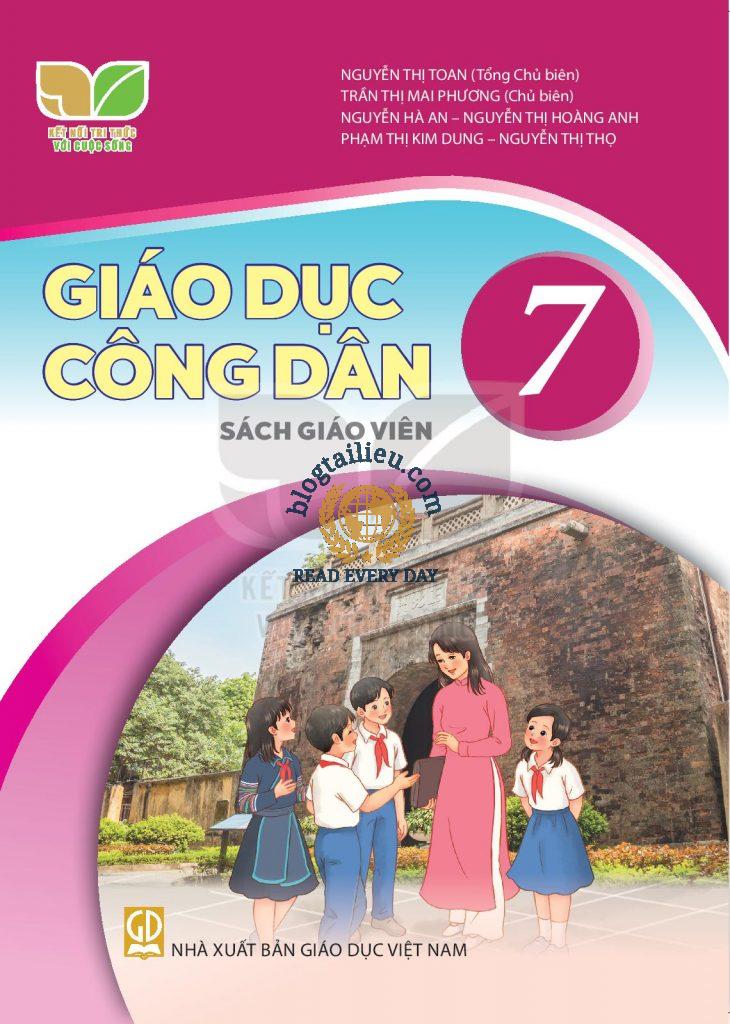 NGUYỄN THỊ TOAN (Tổng Chủ biên)
TRẦN THỊ MAI PHƯƠNG (Chủ biên)
NGUYỄN HÀ AN – NGUYỄN THỊ HOÀNG ANH
PHẠM THỊ KIM DUNG – NGUYỄN THỊ THỌ
KẾT NỐI TRI THỨC
VỚI CUỘC SỐNG
GIÁO DỤC
CÔNG DÂN
7
SÁCH GIÁO VIÊN
blogtailieu.com
READ EVERY DAY
KẾT
GD
NHÀ XUẤT BẢN GIÁO DỤC VIỆT NAM